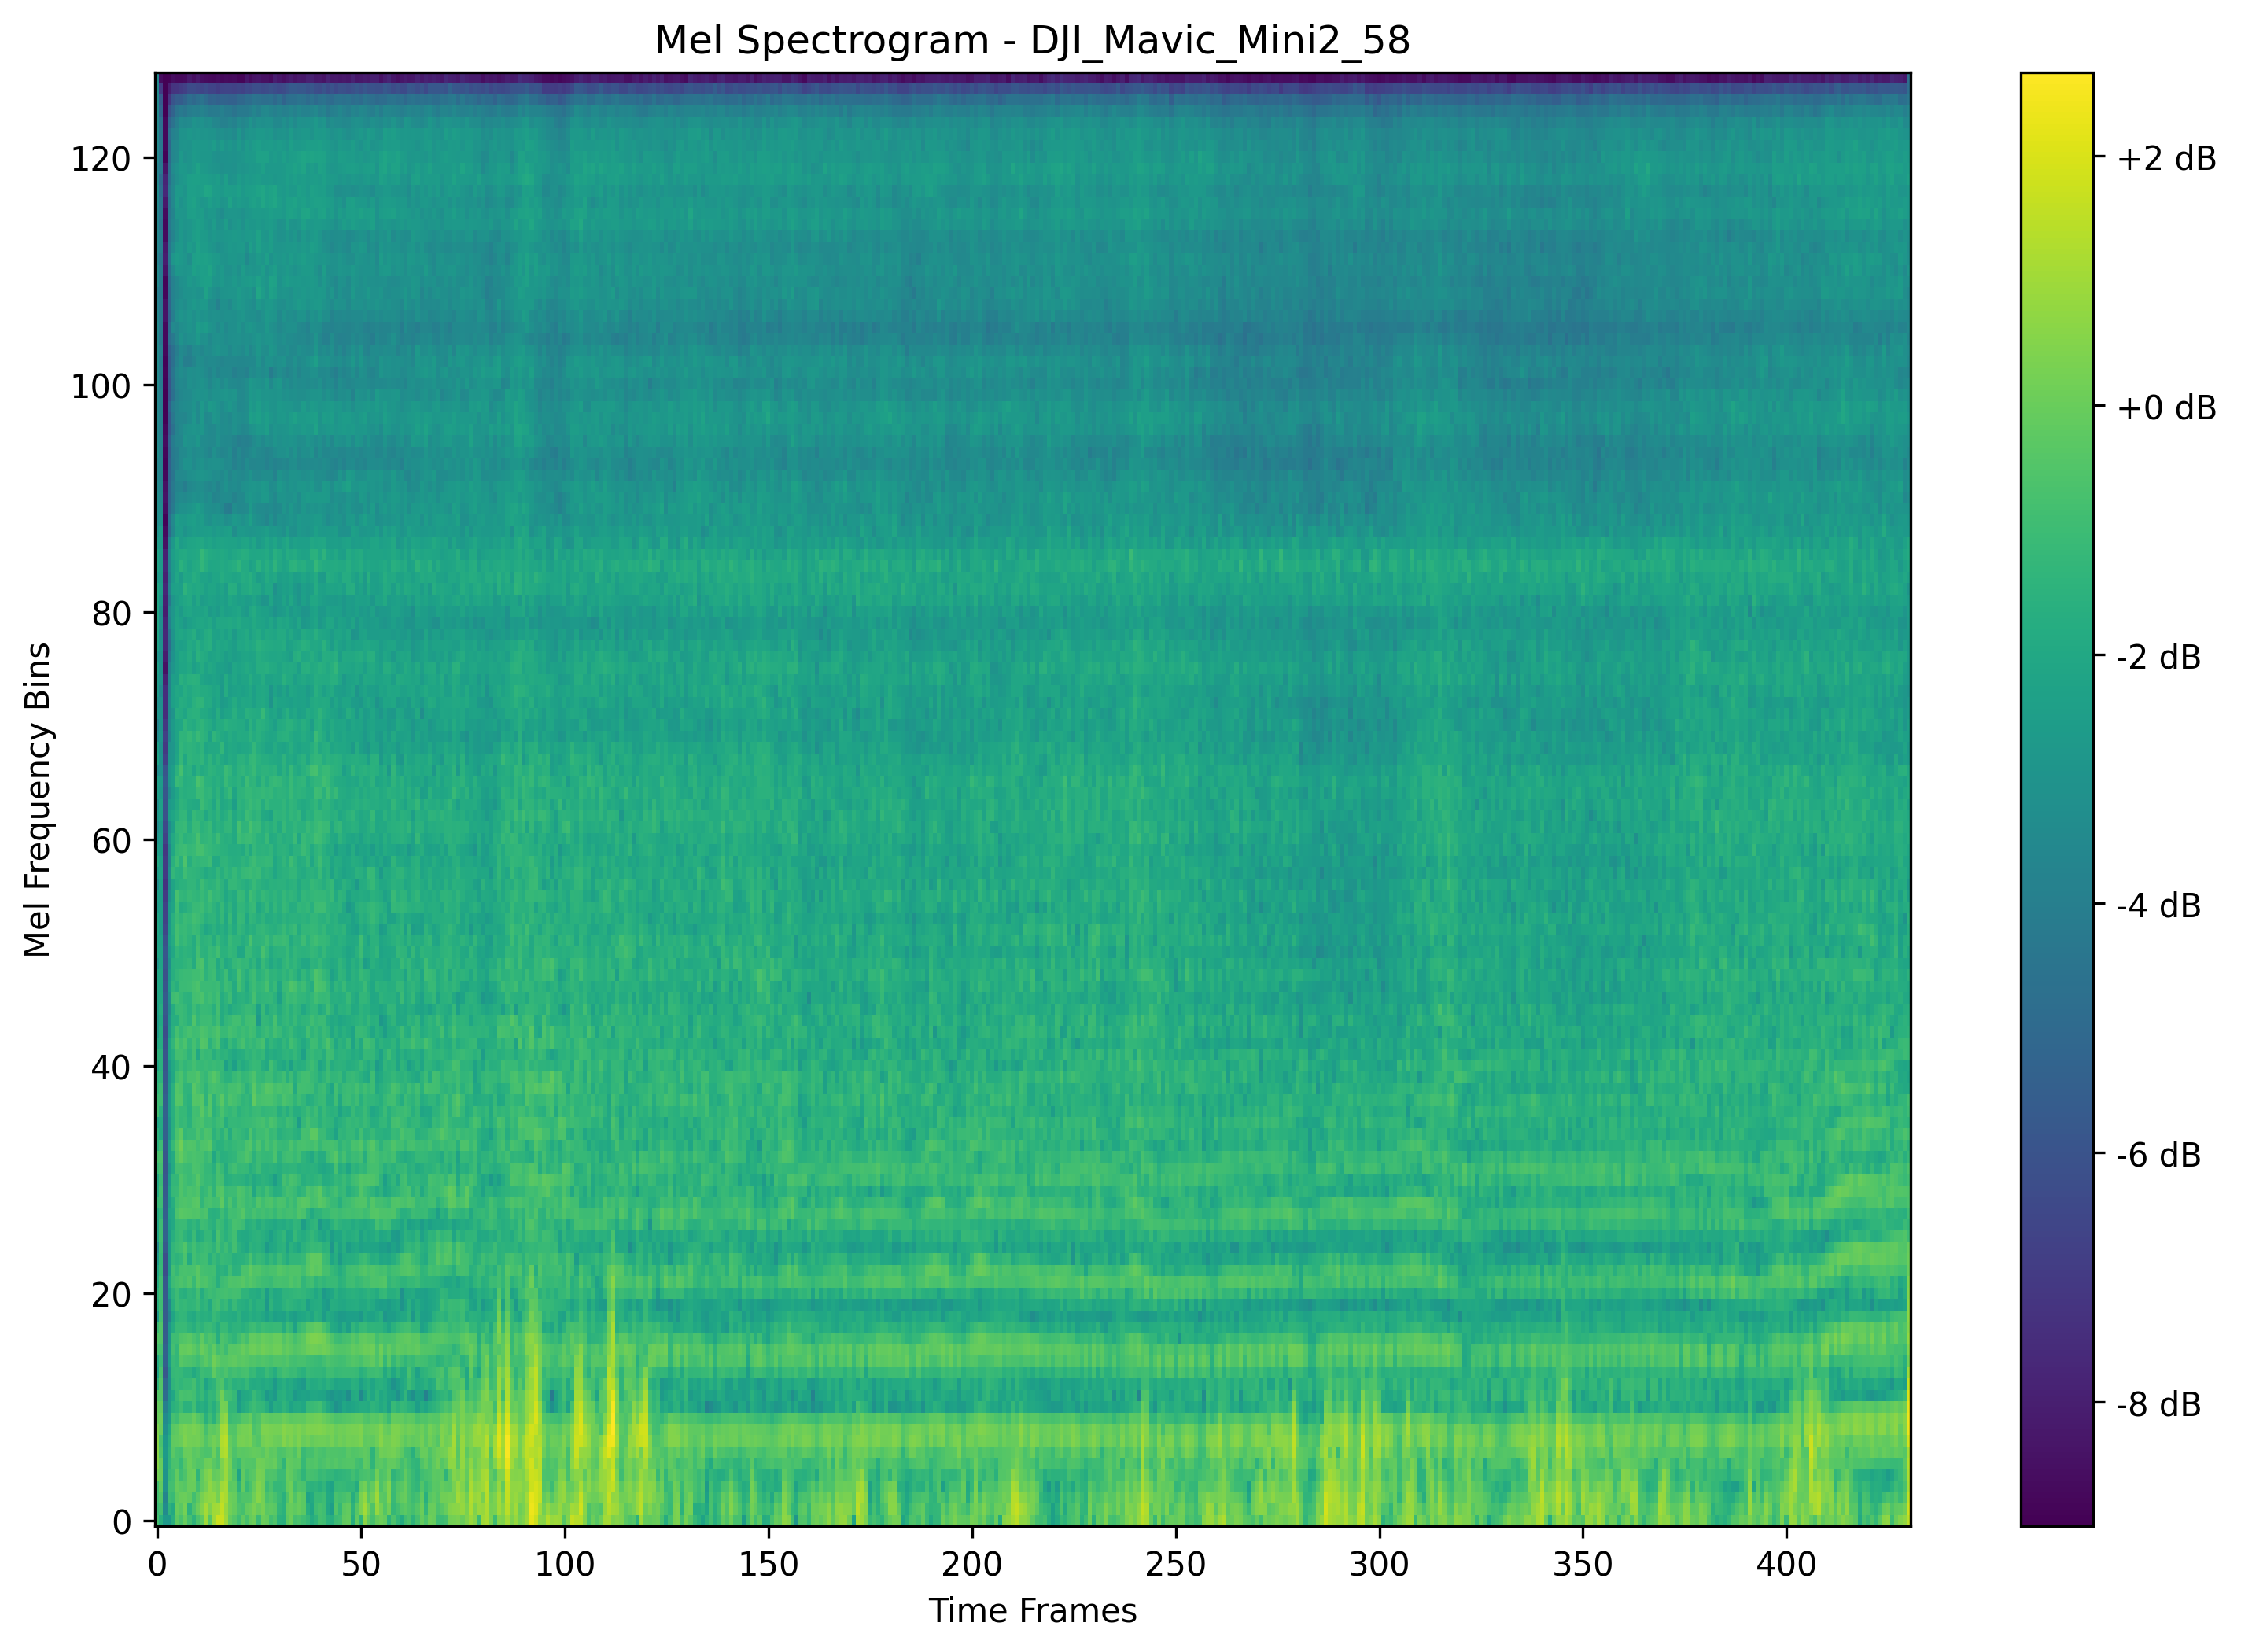 Mel Spectrogram - DJI_Mavic_Mini2_58
Mel Frequency Bins
120
100
80
60
40
20
0
0 50 100 150 200 250 300 350 400
Time Frames
+2 dB
+0 dB
-2 dB
-4 dB
-6 dB
-8 dB